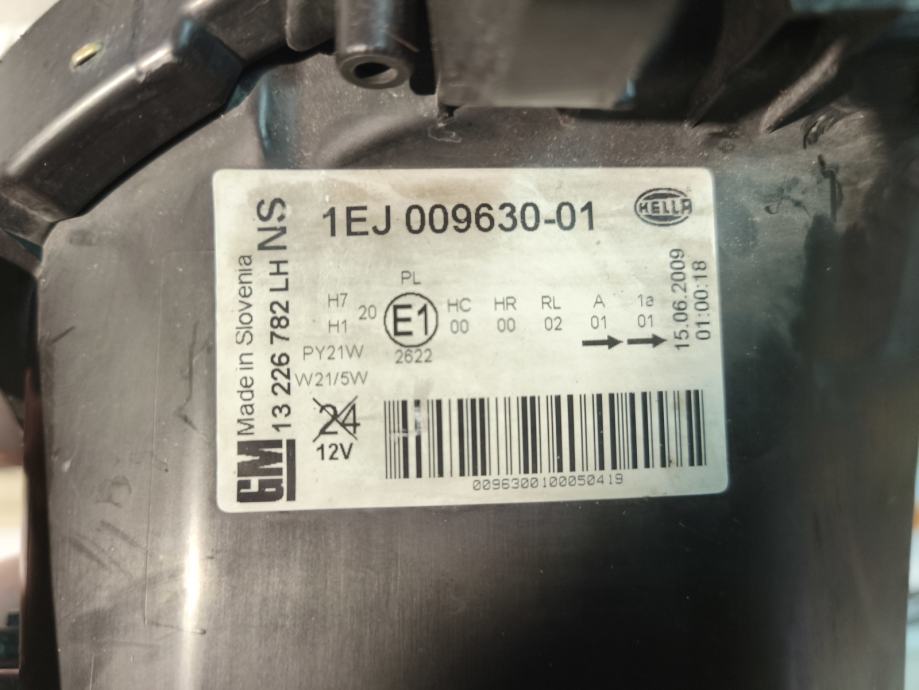 1EJ 009630-01
HELLA
GM
Made in Slovenia
13 226 782 LH NS
15.06.2009
01:00:18
PL
H7
H1
20
E1
2622
HC HR RL A 1a
00 00 02 01 01
PY21W
W21/5W
24
12V
0096300100050419